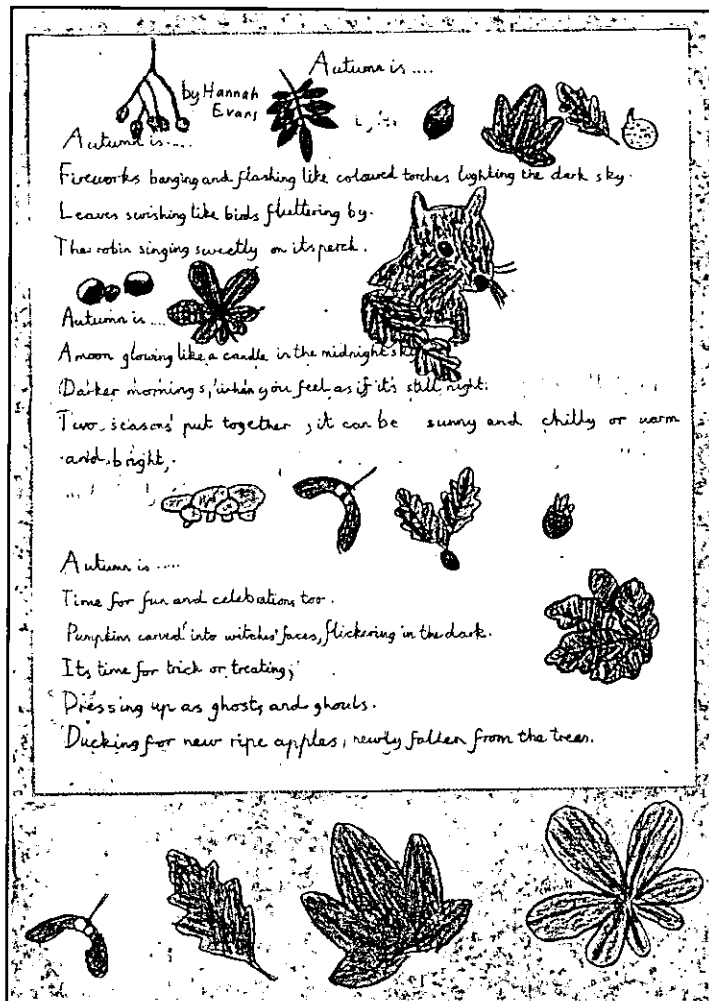 Autumn is ....
by Hannah
Evans
Autumn is.....
Fireworks banging and flashing like coloured torches lighting the dark sky.
Leaves swishing like birds fluttering by.
The robin singing sweetly on its perch.
Autumn is ....
A moon glowing like a candle in the midnight sky
Darker mornings, when you feel as if it's still night.
Two seasons put together, it can be sunny and chilly or warm
and bright,
Autumn is .....
Time for fun and celebrations too.
Pumpkins carved into witches' faces, flickering in the dark.
Its time for trick or treating,
Dressing up as ghosts and ghouls.
Ducking for new ripe apples, newly fallen from the trees.